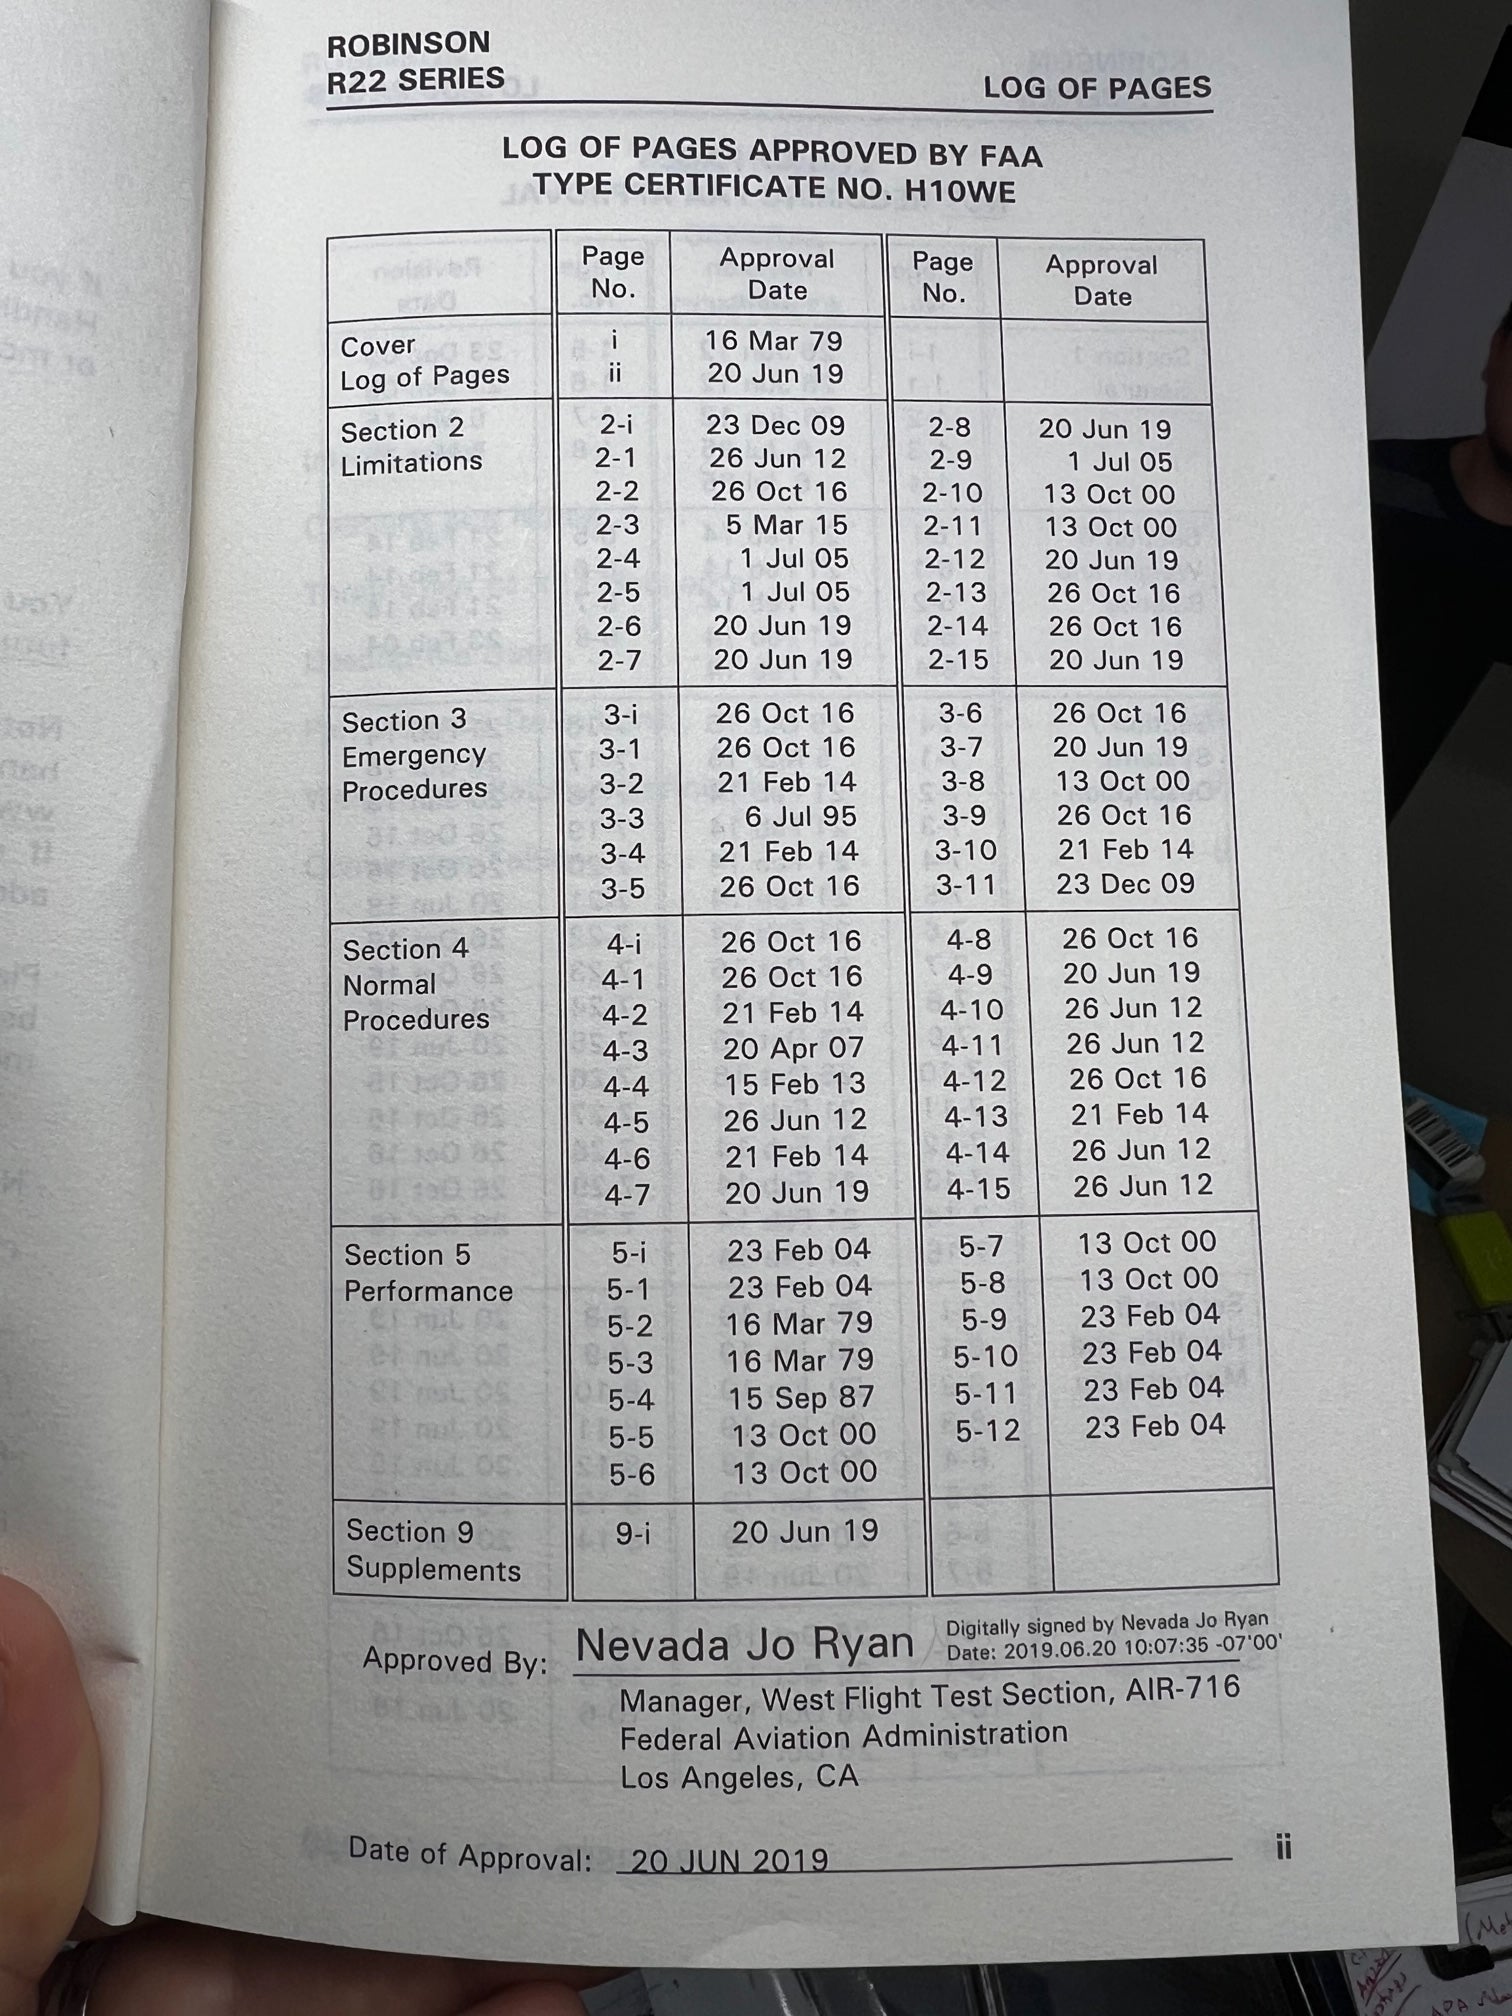 ROBINSON
R22 SERIES
LOG OF PAGES
LOG OF PAGES APPROVED BY FAA
TYPE CERTIFICATE NO. H10WE
Page No. Approval Date Page No. Approval Date
Cover i 16 Mar 79
Log of Pages ii 20 Jun 19
Section 2 2-i 23 Dec 09 2-8 20 Jun 19
Limitations 2-1 26 Jun 12 2-9 1 Jul 05
2-2 26 Oct 16 2-10 13 Oct 00
2-3 5 Mar 15 2-11 13 Oct 00
2-4 1 Jul 05 2-12 20 Jun 19
2-5 1 Jul 05 2-13 26 Oct 16
2-6 20 Jun 19 2-14 26 Oct 16
2-7 20 Jun 19 2-15 20 Jun 19
Section 3 3-i 26 Oct 16 3-6 26 Oct 16
Emergency 3-1 26 Oct 16 3-7 20 Jun 19
Procedures 3-2 21 Feb 14 3-8 13 Oct 00
3-3 6 Jul 95 3-9 26 Oct 16
3-4 21 Feb 14 3-10 21 Feb 14
3-5 26 Oct 16 3-11 23 Dec 09
Section 4 4-i 26 Oct 16 4-8 26 Oct 16
Normal 4-1 26 Oct 16 4-9 20 Jun 19
Procedures 4-2 21 Feb 14 4-10 26 Jun 12
4-3 20 Apr 07 4-11 26 Jun 12
4-4 15 Feb 13 4-12 26 Oct 16
4-5 26 Jun 12 4-13 21 Feb 14
4-6 21 Feb 14 4-14 26 Jun 12
4-7 20 Jun 19 4-15 26 Jun 12
Section 5 5-i 23 Feb 04 5-7 13 Oct 00
Performance 5-1 23 Feb 04 5-8 13 Oct 00
5-2 16 Mar 79 5-9 23 Feb 04
5-3 16 Mar 79 5-10 23 Feb 04
5-4 15 Sep 87 5-11 23 Feb 04
5-5 13 Oct 00 5-12 23 Feb 04
5-6 13 Oct 00
Section 9 9-i 20 Jun 19
Supplements
Approved By: Nevada Jo Ryan
Digitally signed by Nevada Jo Ryan
Date: 2019.06.20 10:07:35 -07'00'
Manager, West Flight Test Section, AIR-716
Federal Aviation Administration
Los Angeles, CA
Date of Approval: 20 JUN 2019
ii